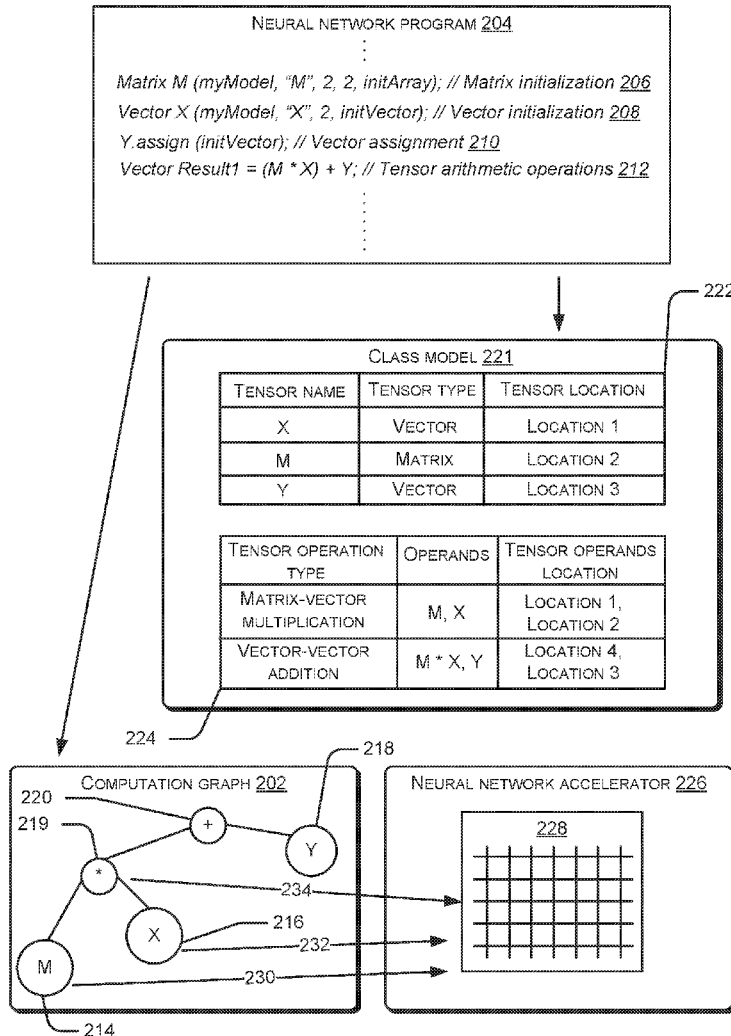 NEURAL NETWORK PROGRAM 204
Matrix M (myModel, "M", 2, 2, initArray); // Matrix initialization 206
Vector X (myModel, "X", 2, initVector); // Vector initialization 208
Y.assign (initVector); // Vector assignment 210
Vector Result1 = (M * X) + Y; // Tensor arithmetic operations 212
222
CLASS MODEL 221
TENSOR NAME TENSOR TYPE TENSOR LOCATION
X VECTOR LOCATION 1
M MATRIX LOCATION 2
Y VECTOR LOCATION 3
TENSOR OPERATION TYPE OPERANDS TENSOR OPERANDS LOCATION
MATRIX-VECTOR MULTIPLICATION M, X LOCATION 1, LOCATION 2
VECTOR-VECTOR ADDITION M * X, Y LOCATION 4, LOCATION 3
224
218
COMPUTATION GRAPH 202
220
219
+
Y
*
234
X
216
232
M
230
214
NEURAL NETWORK ACCELERATOR 226
228